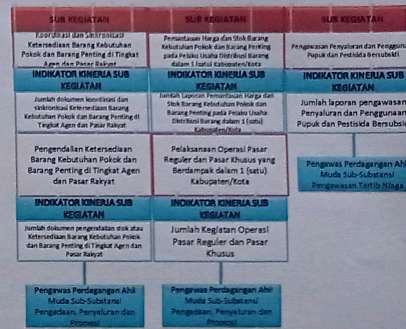 SUB KEGIATAN
Koordinasi dan Sinkronisasi
Ketersediaan Barang Kebutuhan
Pokok dan Barang Penting di Tingkat
Agen dan Pasar Rakyat
INDIKATOR KINERJA SUB
KEGIATAN
Jumlah dokumen koordinasi dan
sinkronisasi Ketersediaan Barang
Kebutuhan Pokok dan Barang Penting di
Tingkat Agen dan Pasar Rakyat
Pengendalian Ketersediaan
Barang Kebutuhan Pokok dan
Barang Penting di Tingkat Agen
dan Pasar Rakyat
INDIKATOR KINERJA SUB
KEGIATAN
Jumlah dokumen pengendalian stok atau
Ketersediaan Barang Kebutuhan Pokok
dan Barang Penting di Tingkat Agen dan
Pasar Rakyat
Pengawas Perdagangan Ahli
Muda Sub-Substansi
Pengadaan, Penyaluran dan
Promosi
SUB KEGIATAN
Pemantauan Harga dan Stok Barang
Kebutuhan Pokok dan Barang Penting
pada Pelaku Usaha Distribusi Barang
dalam 1 (satu) Kabupaten/Kota
INDIKATOR KINERJA SUB
KEGIATAN
Jumlah Laporan Pemantauan Harga dan
Stok Barang Kebutuhan Pokok dan
Barang Penting pada Pelaku Usaha
Distribusi Barang dalam 1 (satu)
Kabupaten/Kota
Pelaksanaan Operasi Pasar
Reguler dan Pasar Khusus yang
Berdampak dalam 1 (satu)
Kabupaten/Kota
INDIKATOR KINERJA SUB
KEGIATAN
Jumlah Kegiatan Operasi
Pasar Reguler dan Pasar
Khusus
Pengawas Perdagangan Ahli
Muda Sub-Substansi
Pengadaan, Penyaluran dan
Promosi
SUB KEGIATAN
Pengawasan Penyaluran dan Pengguna
Pupuk dan Pestisida Bersubsidi
INDIKATOR KINERJA SUB
KEGIATAN
Jumlah laporan pengawasan
Penyaluran dan Penggunaan
Pupuk dan Pestisida Bersubsi
Pengawas Perdagangan Ahl
Muda Sub-Substansi
Pengawasan Tertib Niaga